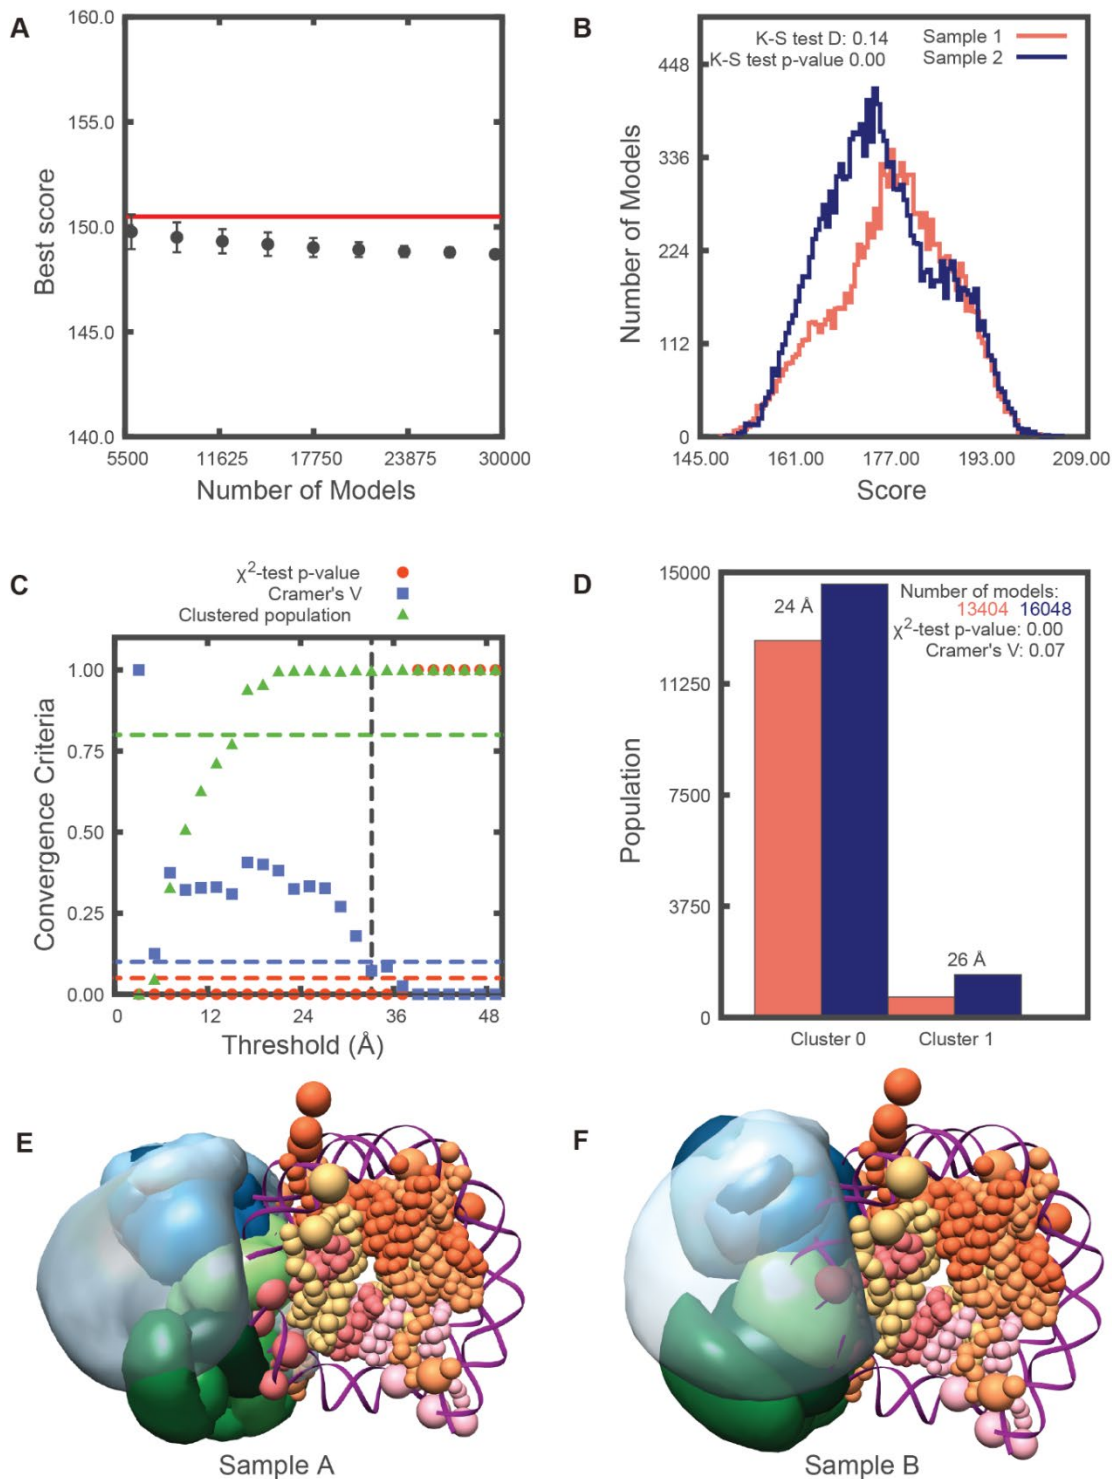 A
160.0
155.0
150.0
145.0
140.0
Best score
5500 11625 17750 23875 30000
Number of Models
B
K-S test D: 0.14
K-S test p-value 0.00
Sample 1
Sample 2
448
336
224
112
0
Number of Models
145.00 161.00 177.00 193.00 209.00
Score
C
χ²-test p-value
Cramer's V
Clustered population
1.00
0.75
0.50
0.25
0.00
Convergence Criteria
0 12 24 36 48
Threshold (Å)
D
15000
11250
7500
3750
0
Population
24 Å
Number of models:
13404 16048
χ²-test p-value: 0.00
Cramer's V: 0.07
26 Å
Cluster 0 Cluster 1
E
Sample A
F
Sample B